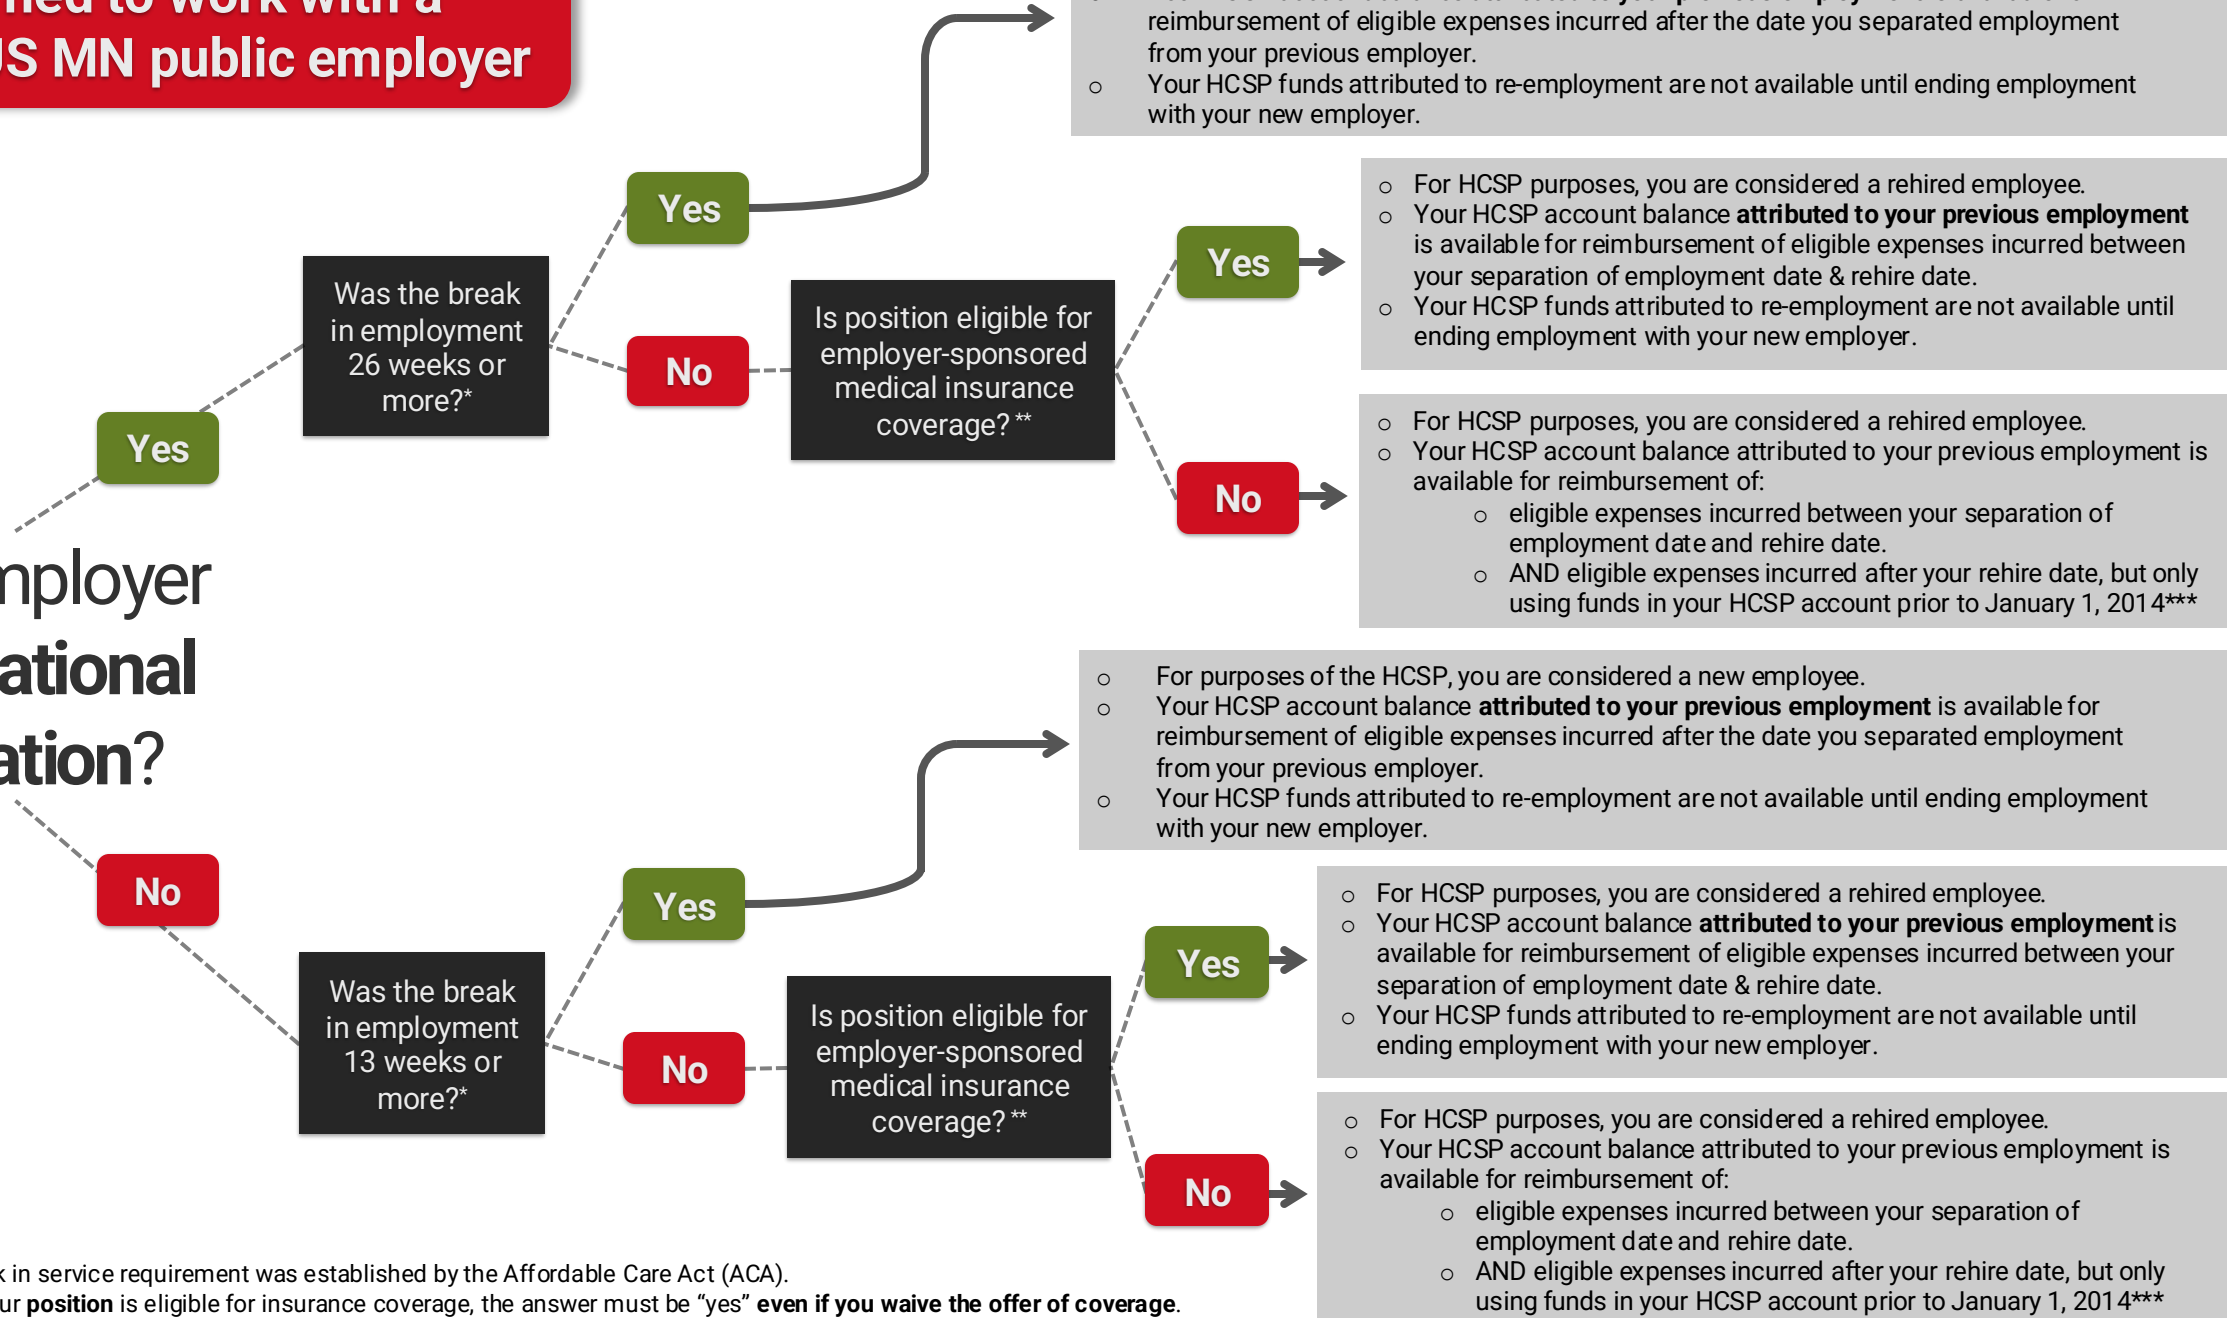 to work with a
US MN public employer
reimbursement of eligible expenses incurred after the date you separated employment
from your previous employer.
○ Your HCSP funds attributed to re-employment are not available until ending employment
with your new employer.
Yes
Was the break
in employment
26 weeks or
more?*
No
Is position eligible for
employer-sponsored
medical insurance
coverage? **
Yes
○ For HCSP purposes, you are considered a rehired employee.
○ Your HCSP account balance attributed to your previous employment
is available for reimbursement of eligible expenses incurred between
your separation of employment date & rehire date.
○ Your HCSP funds attributed to re-employment are not available until
ending employment with your new employer.
No
○ For HCSP purposes, you are considered a rehired employee.
○ Your HCSP account balance attributed to your previous employment is
available for reimbursement of:
○ eligible expenses incurred between your separation of
employment date and rehire date.
○ AND eligible expenses incurred after your rehire date, but only
using funds in your HCSP account prior to January 1, 2014***
Yes
mployer
ational
ation?
No
○ For purposes of the HCSP, you are considered a new employee.
○ Your HCSP account balance attributed to your previous employment is available for
reimbursement of eligible expenses incurred after the date you separated employment
from your previous employer.
○ Your HCSP funds attributed to re-employment are not available until ending employment
with your new employer.
Yes
Was the break
in employment
13 weeks or
more?*
No
Is position eligible for
employer-sponsored
medical insurance
coverage? **
Yes
○ For HCSP purposes, you are considered a rehired employee.
○ Your HCSP account balance attributed to your previous employment is
available for reimbursement of eligible expenses incurred between your
separation of employment date & rehire date.
○ Your HCSP funds attributed to re-employment are not available until
ending employment with your new employer.
No
○ For HCSP purposes, you are considered a rehired employee.
○ Your HCSP account balance attributed to your previous employment is
available for reimbursement of:
○ eligible expenses incurred between your separation of
employment date and rehire date.
○ AND eligible expenses incurred after your rehire date, but only
using funds in your HCSP account prior to January 1, 2014***
k in service requirement was established by the Affordable Care Act (ACA).
ur position is eligible for insurance coverage, the answer must be “yes” even if you waive the offer of coverage.